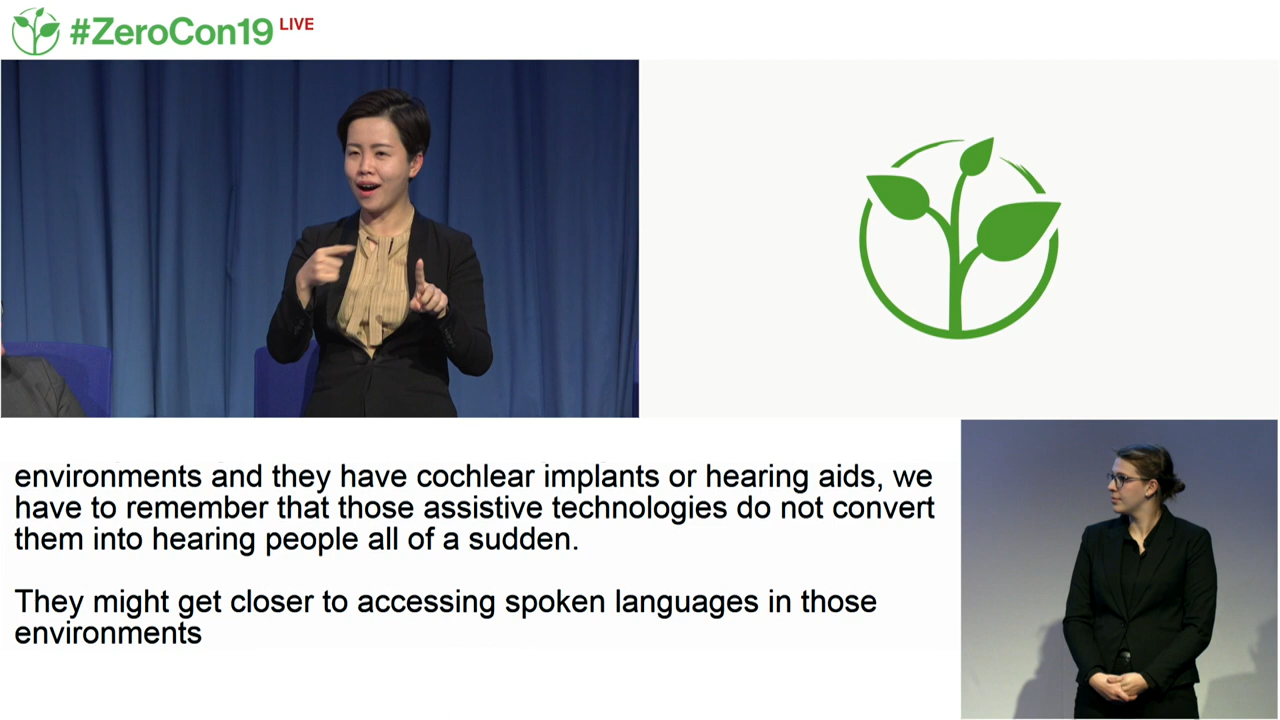 #ZeroCon19 LIVE
environments and they have cochlear implants or hearing aids, we
have to remember that those assistive technologies do not convert
them into hearing people all of a sudden.
They might get closer to accessing spoken languages in those
environments